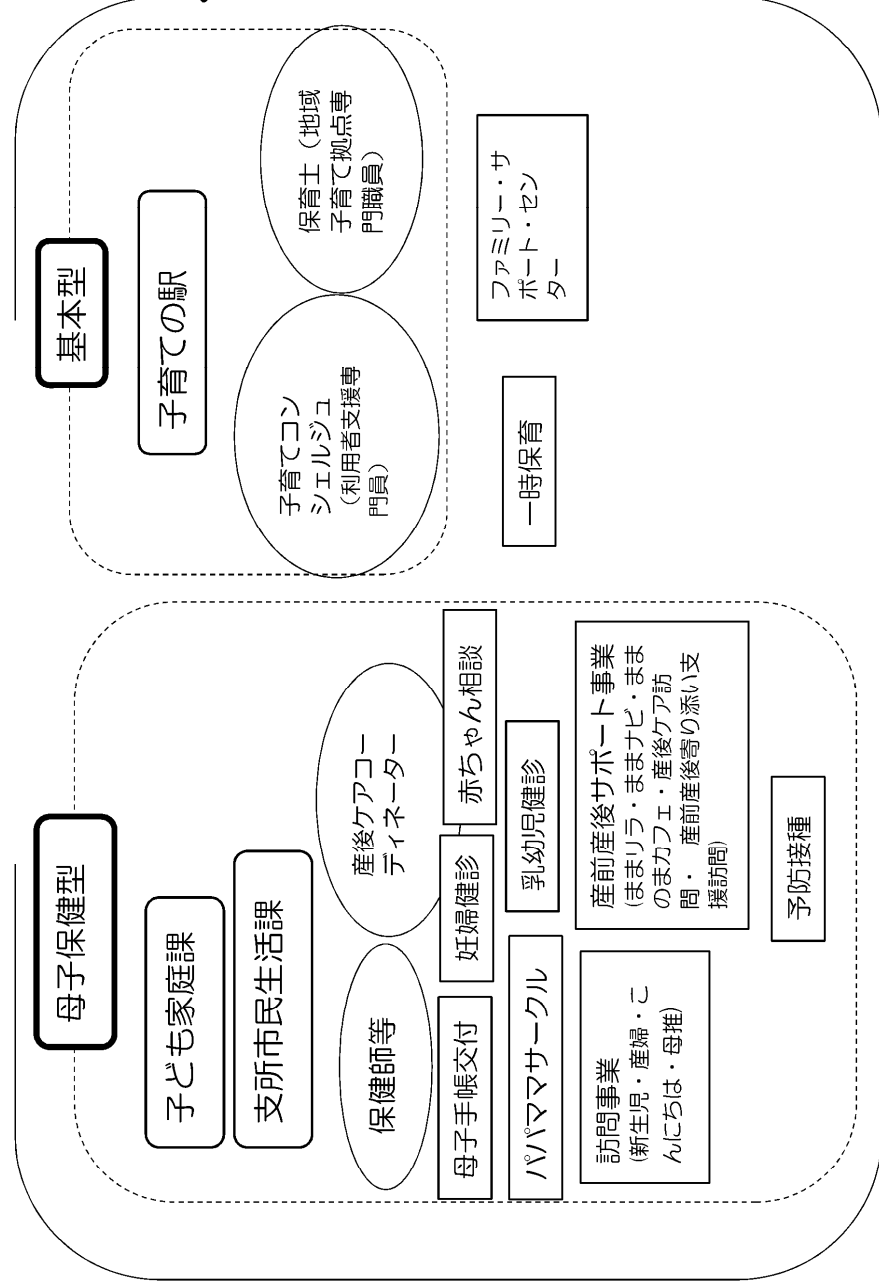 母子保健型
子ども家庭課
支所市民生活課
保健師等
産後ケアコー
ディネーター
母子手帳交付
妊婦健診
赤ちゃん相談
パパママサークル
乳幼児健診
訪問事業
(新生児・産婦・こ
んにちは・母推)
産前産後サポート事業
(ままリラ・ままナビ・まま
のまカフェ・産後ケア訪
問・ 産前産後寄り添い支
援訪問)
予防接種
基本型
子育ての駅
子育てコン
シェルジュ
(利用者支援専
門員)
保育士(地域
子育て拠点専
門職員)
一時保育
ファミリー・サ
ポート・セン
ター